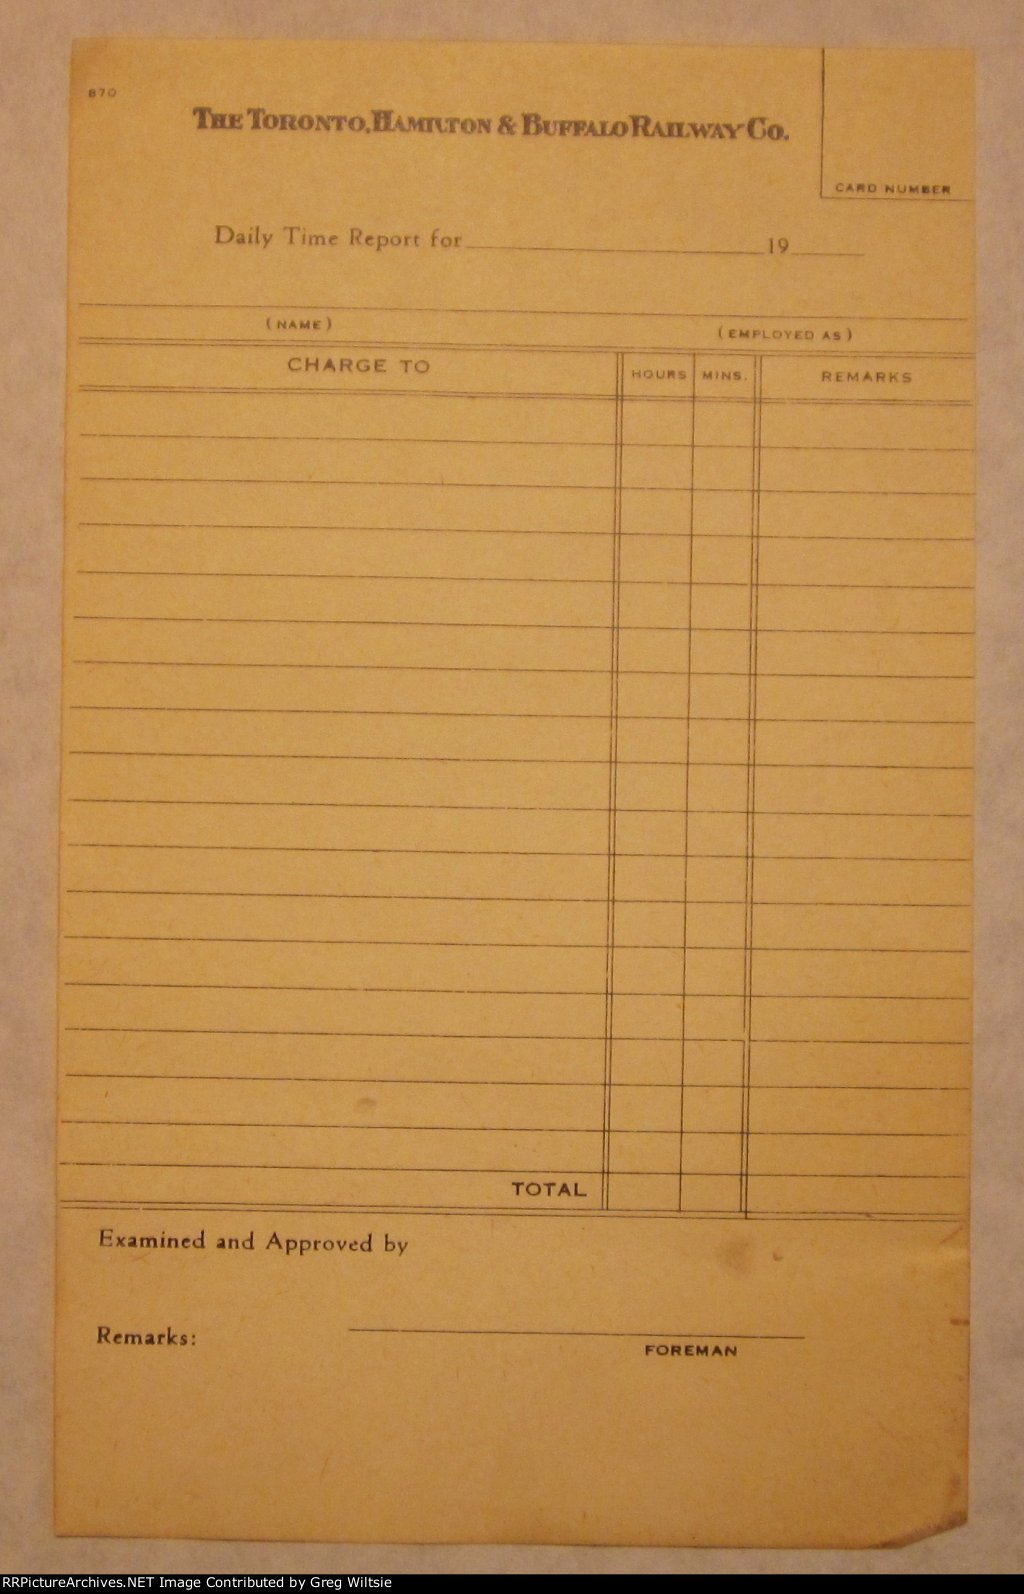 870
THE TORONTO, HAMILTON & BUFFALO RAILWAY CO.
CARD NUMBER
Daily Time Report for 19
(NAME) (EMPLOYED AS)
CHARGE TO HOURS MINS. REMARKS
TOTAL
Examined and Approved by
Remarks:
FOREMAN
RRPictureArchives.NET Image Contributed by Greg Wiltsie